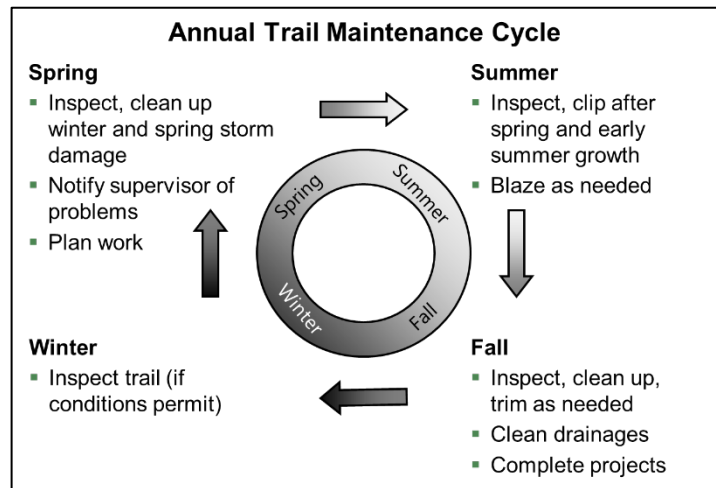 Annual Trail Maintenance Cycle
Spring
▪ Inspect, clean up
winter and spring storm
damage
▪ Notify supervisor of
problems
▪ Plan work
Summer
▪ Inspect, clip after
spring and early
summer growth
▪ Blaze as needed
Spring
Summer
Winter
Fall
Winter
▪ Inspect trail (if
conditions permit)
Fall
▪ Inspect, clean up,
trim as needed
▪ Clean drainages
▪ Complete projects